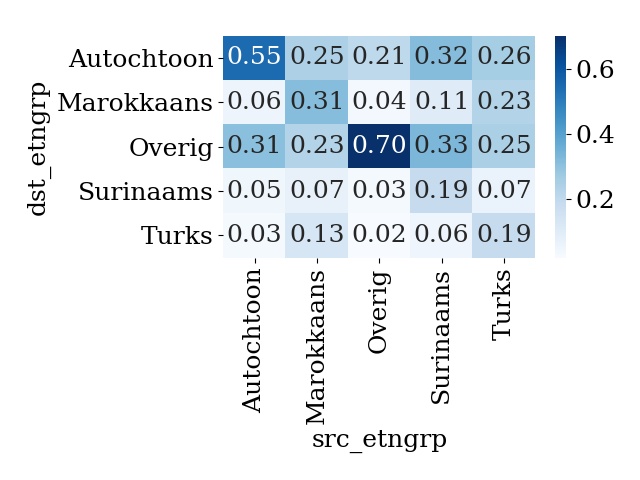 Autochtoon 0.55 0.25 0.21 0.32 0.26
Marokkaans 0.06 0.31 0.04 0.11 0.23
Overig 0.31 0.23 0.70 0.33 0.25
Surinaams 0.05 0.07 0.03 0.19 0.07
Turks 0.03 0.13 0.02 0.06 0.19
dst_etngrp
Autochtoon Marokkaans Overig Surinaams Turks
src_etngrp
0.6
0.4
0.2